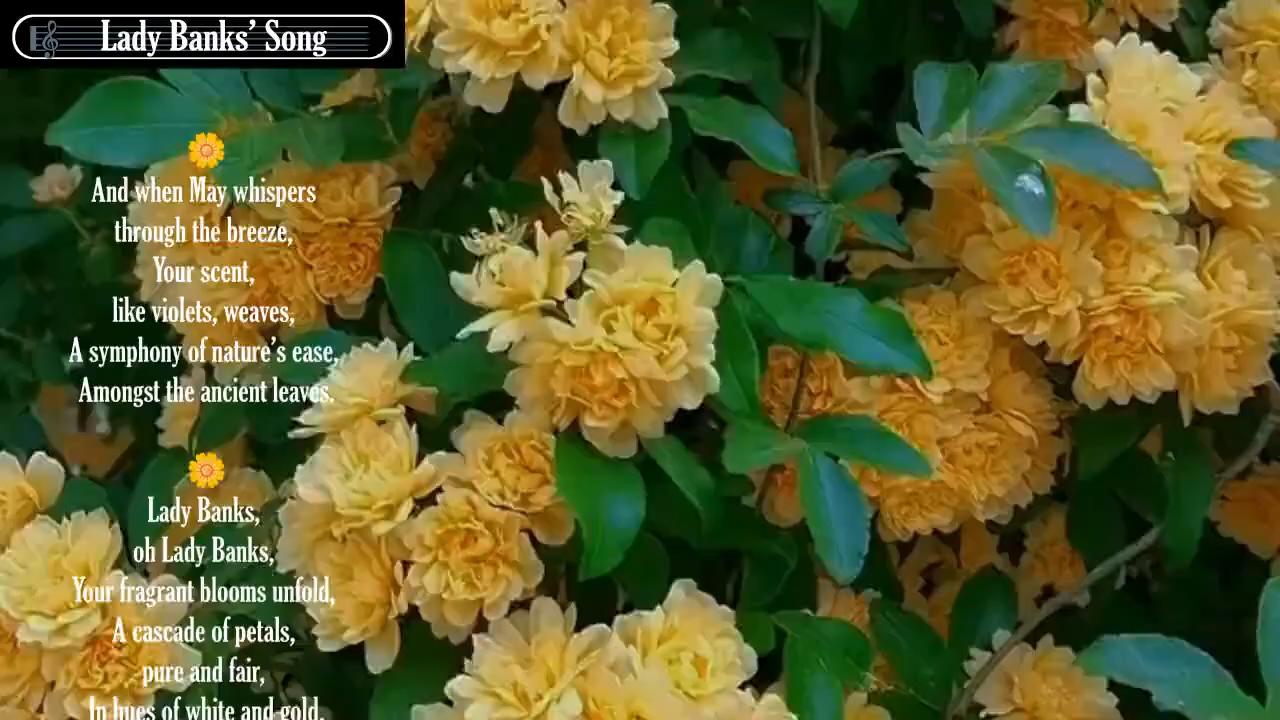 Lady Banks’ Song
And when May whispers
through the breeze,
Your scent,
like violets, weaves,
A symphony of nature’s ease,
Amongst the ancient leaves.
Lady Banks,
oh Lady Banks,
Your fragrant blooms unfold,
A cascade of petals,
pure and fair,
In hues of white and gold.